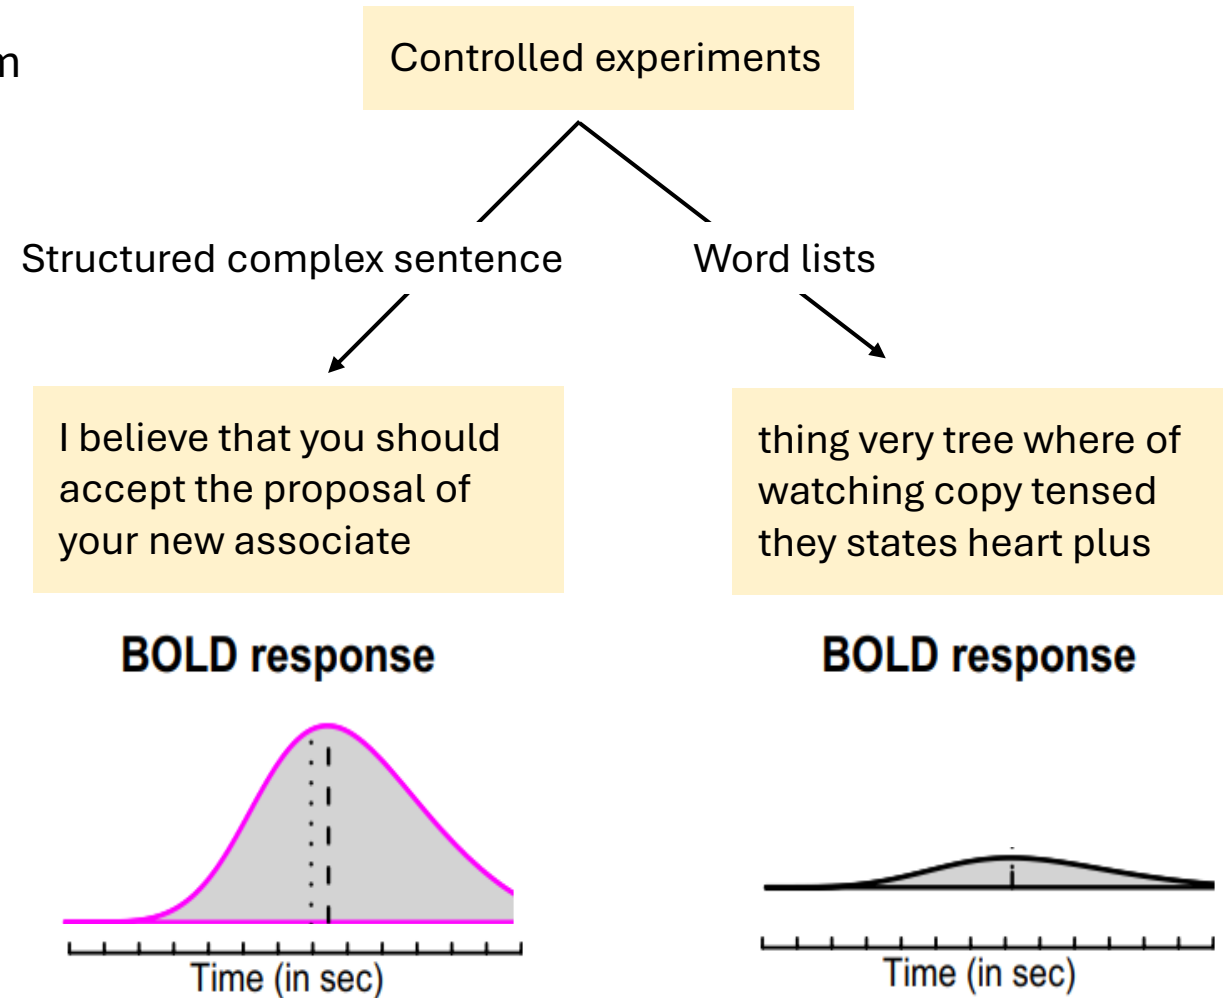 Controlled experiments
Structured complex sentence
Word lists
I believe that you should
accept the proposal of
your new associate
thing very tree where of
watching copy tensed
they states heart plus
BOLD response
BOLD response
Time (in sec)
Time (in sec)